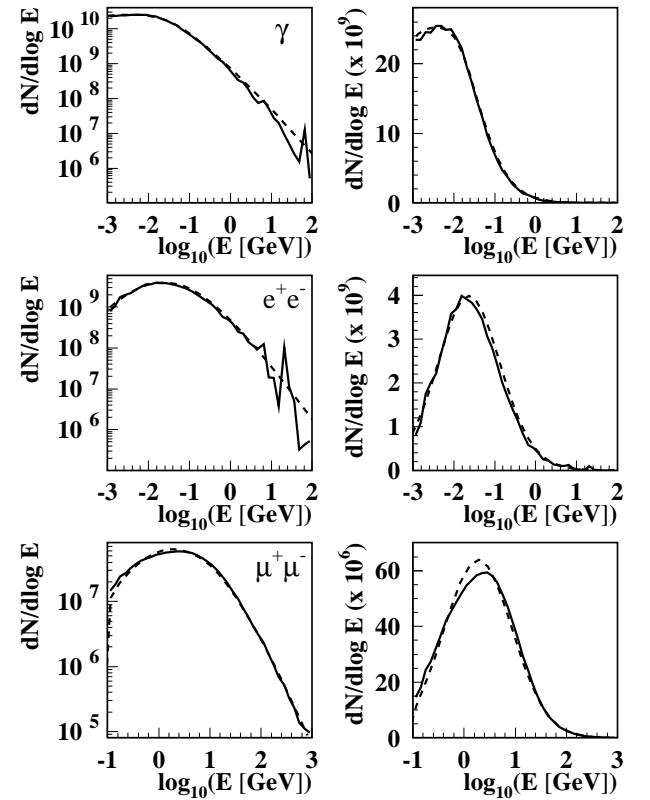 dN/dlog E
10 10
10 9
10 8
10 7
10 6
γ
-3 -2 -1 0 1 2
log10(E [GeV])
dN/dlog E (x 10^9)
20
10
0
-3 -2 -1 0 1 2
log10(E [GeV])
dN/dlog E
10 9
10 8
10 7
10 6
e+e-
-3 -2 -1 0 1 2
log10(E [GeV])
dN/dlog E (x 10^9)
4
3
2
1
0
-3 -2 -1 0 1 2
log10(E [GeV])
dN/dlog E
10 7
10 6
10 5
μ+μ-
-1 0 1 2 3
log10(E [GeV])
dN/dlog E (x 10^6)
60
40
20
0
-1 0 1 2 3
log10(E [GeV])